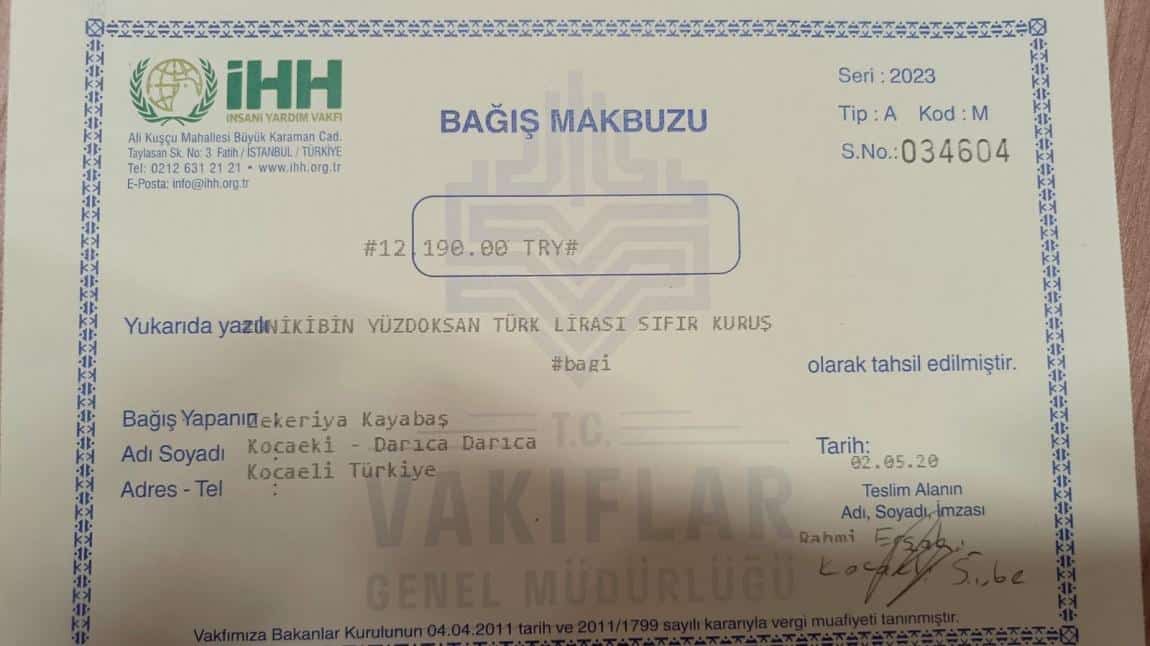 iHH
INSANİ YARDIM VAKFI
Ali Kuşçu Mahallesi Büyük Karaman Cad.
Taylasan Sk. No: 3 Fatih / İSTANBUL / TÜRKİYE
Tel: 0212 631 21 21 • www.ihh.org.tr
E-Posta: info@ihh.org.tr
BAĞIŞ MAKBUZU
Seri : 2023
Tip : A Kod : M
S.No.:034604
#12.190.00 TRY#
Yukarıda yazılı ONİKİBİN YÜZDOKSAN TÜRK LİRASI SIFIR KURUŞ
#bagi
olarak tahsil edilmiştir.
Bağış Yapanın Zekeriya Kayabaş
Adı Soyadı : Kocaeki - Darıca Darıca
Kocaeli Türkiye
Adres - Tel :
T.C.
VAKIFLAR
GENEL MÜDÜRLÜĞÜ
Tarih:
02.05.20
Teslim Alanın
Adı, Soyadı, İmzası
Rahmi
Kocaeli Şube
Vakfımıza Bakanlar Kurulunun 04.04.2011 tarih ve 2011/1799 sayılı kararıyla vergi muafiyeti tanınmıştır.